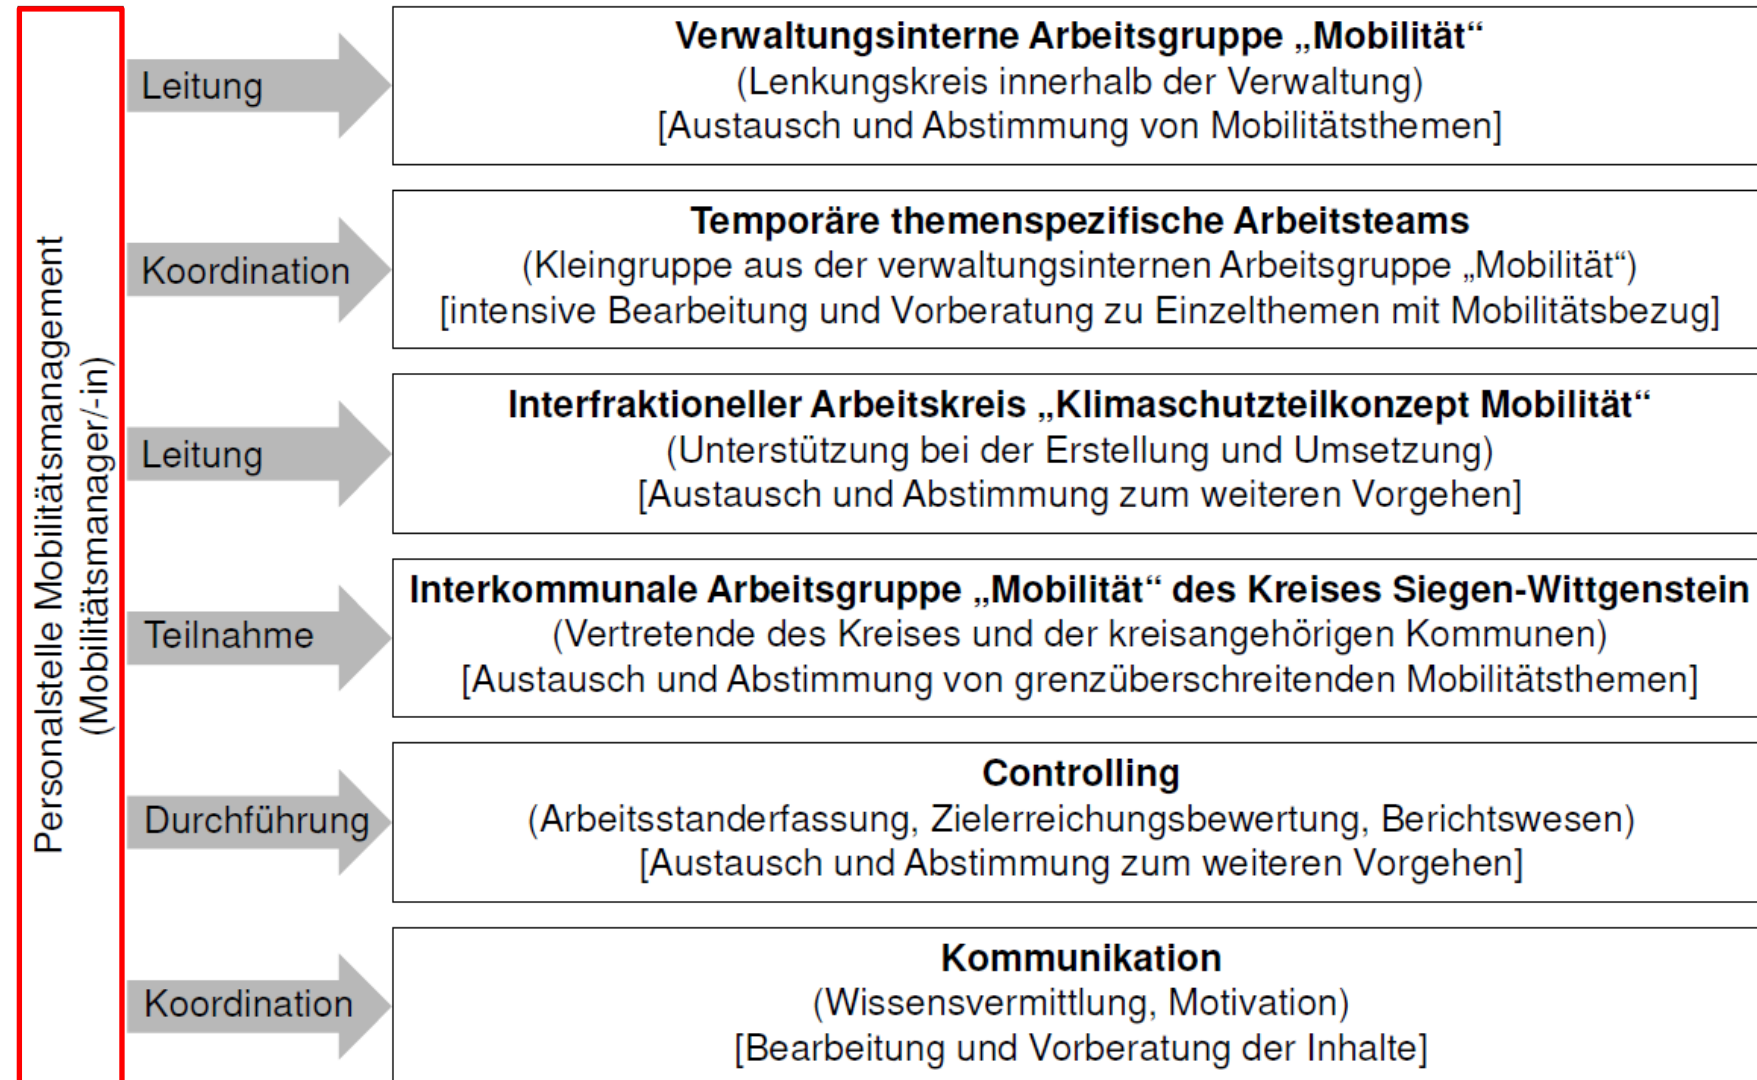 Personalstelle Mobilitätsmanagement
(Mobilitätsmanager/-in)
Leitung
Verwaltungsinterne Arbeitsgruppe „Mobilität“
(Lenkungskreis innerhalb der Verwaltung)
[Austausch und Abstimmung von Mobilitätsthemen]
Koordination
Temporäre themenspezifische Arbeitsteams
(Kleingruppe aus der verwaltungsinternen Arbeitsgruppe „Mobilität“)
[intensive Bearbeitung und Vorberatung zu Einzelthemen mit Mobilitätsbezug]
Leitung
Interfraktioneller Arbeitskreis „Klimaschutzteilkonzept Mobilität“
(Unterstützung bei der Erstellung und Umsetzung)
[Austausch und Abstimmung zum weiteren Vorgehen]
Teilnahme
Interkommunale Arbeitsgruppe „Mobilität“ des Kreises Siegen-Wittgenstein
(Vertretende des Kreises und der kreisangehörigen Kommunen)
[Austausch und Abstimmung von grenzüberschreitenden Mobilitätsthemen]
Durchführung
Controlling
(Arbeitsstanderfassung, Zielerreichungsbewertung, Berichtswesen)
[Austausch und Abstimmung zum weiteren Vorgehen]
Koordination
Kommunikation
(Wissensvermittlung, Motivation)
[Bearbeitung und Vorberatung der Inhalte]